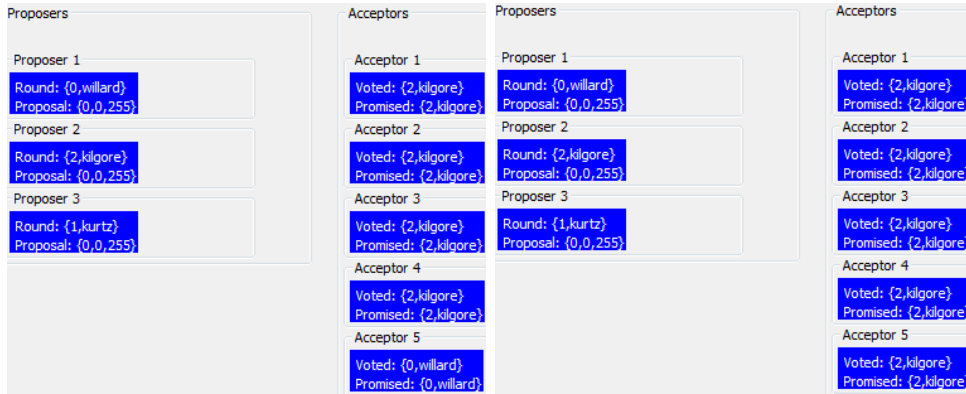 Proposers
Proposer 1
Round: {0,willard}
Proposal: {0,0,255}
Proposer 2
Round: {2,kilgore}
Proposal: {0,0,255}
Proposer 3
Round: {1,kurtz}
Proposal: {0,0,255}
Acceptors
Acceptor 1
Voted: {2,kilgore}
Promised: {2,kilgore}
Acceptor 2
Voted: {2,kilgore}
Promised: {2,kilgore}
Acceptor 3
Voted: {2,kilgore}
Promised: {2,kilgore}
Acceptor 4
Voted: {2,kilgore}
Promised: {2,kilgore}
Acceptor 5
Voted: {0,willard}
Promised: {0,willard}
Proposers
Proposer 1
Round: {0,willard}
Proposal: {0,0,255}
Proposer 2
Round: {2,kilgore}
Proposal: {0,0,255}
Proposer 3
Round: {1,kurtz}
Proposal: {0,0,255}
Acceptors
Acceptor 1
Voted: {2,kilgore}
Promised: {2,kilgore
Acceptor 2
Voted: {2,kilgore}
Promised: {2,kilgore
Acceptor 3
Voted: {2,kilgore}
Promised: {2,kilgore
Acceptor 4
Voted: {2,kilgore}
Promised: {2,kilgore
Acceptor 5
Voted: {2,kilgore}
Promised: {2,kilgore